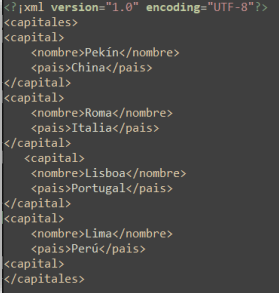 <?¡xml version="1.0" encoding="UTF-8"?>
<capitales>
<capital>
    <nombre>Pekín</nombre>
    <pais>China</pais>
</capital>
<capital>
    <nombre>Roma</nombre>
    <pais>Italia</pais>
</capital>
   <capital>
    <nombre>Lisboa</nombre>
    <pais>Portugal</pais>
</capital>
    <nombre>Lima</nombre>
    <pais>Perú</pais>
<capital>
</capitales>